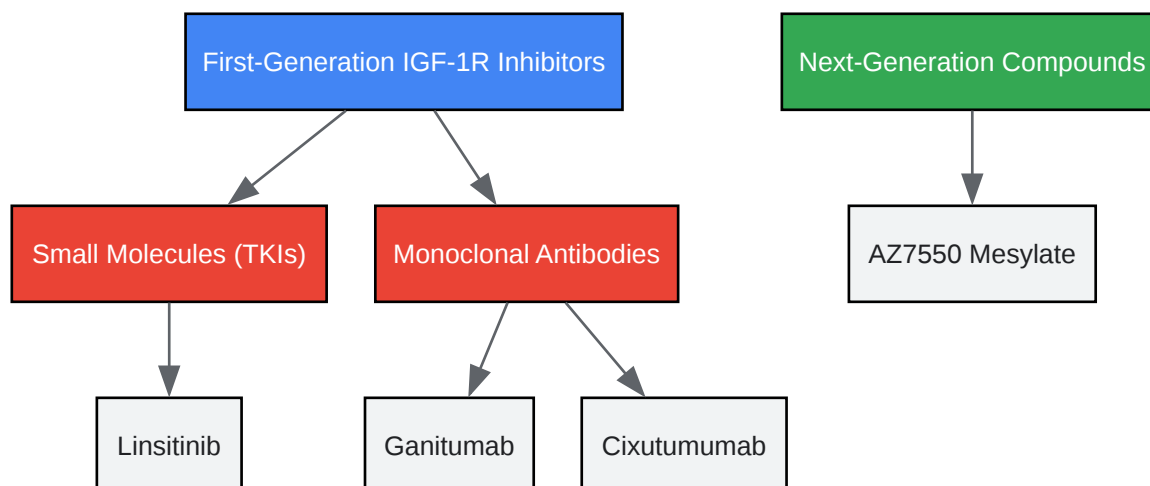 First-Generation IGF-1R Inhibitors
Next-Generation Compounds
Small Molecules (TKIs)
Monoclonal Antibodies
AZ7550 Mesylate
Linsitinib
Ganitumab
Cixutumumab